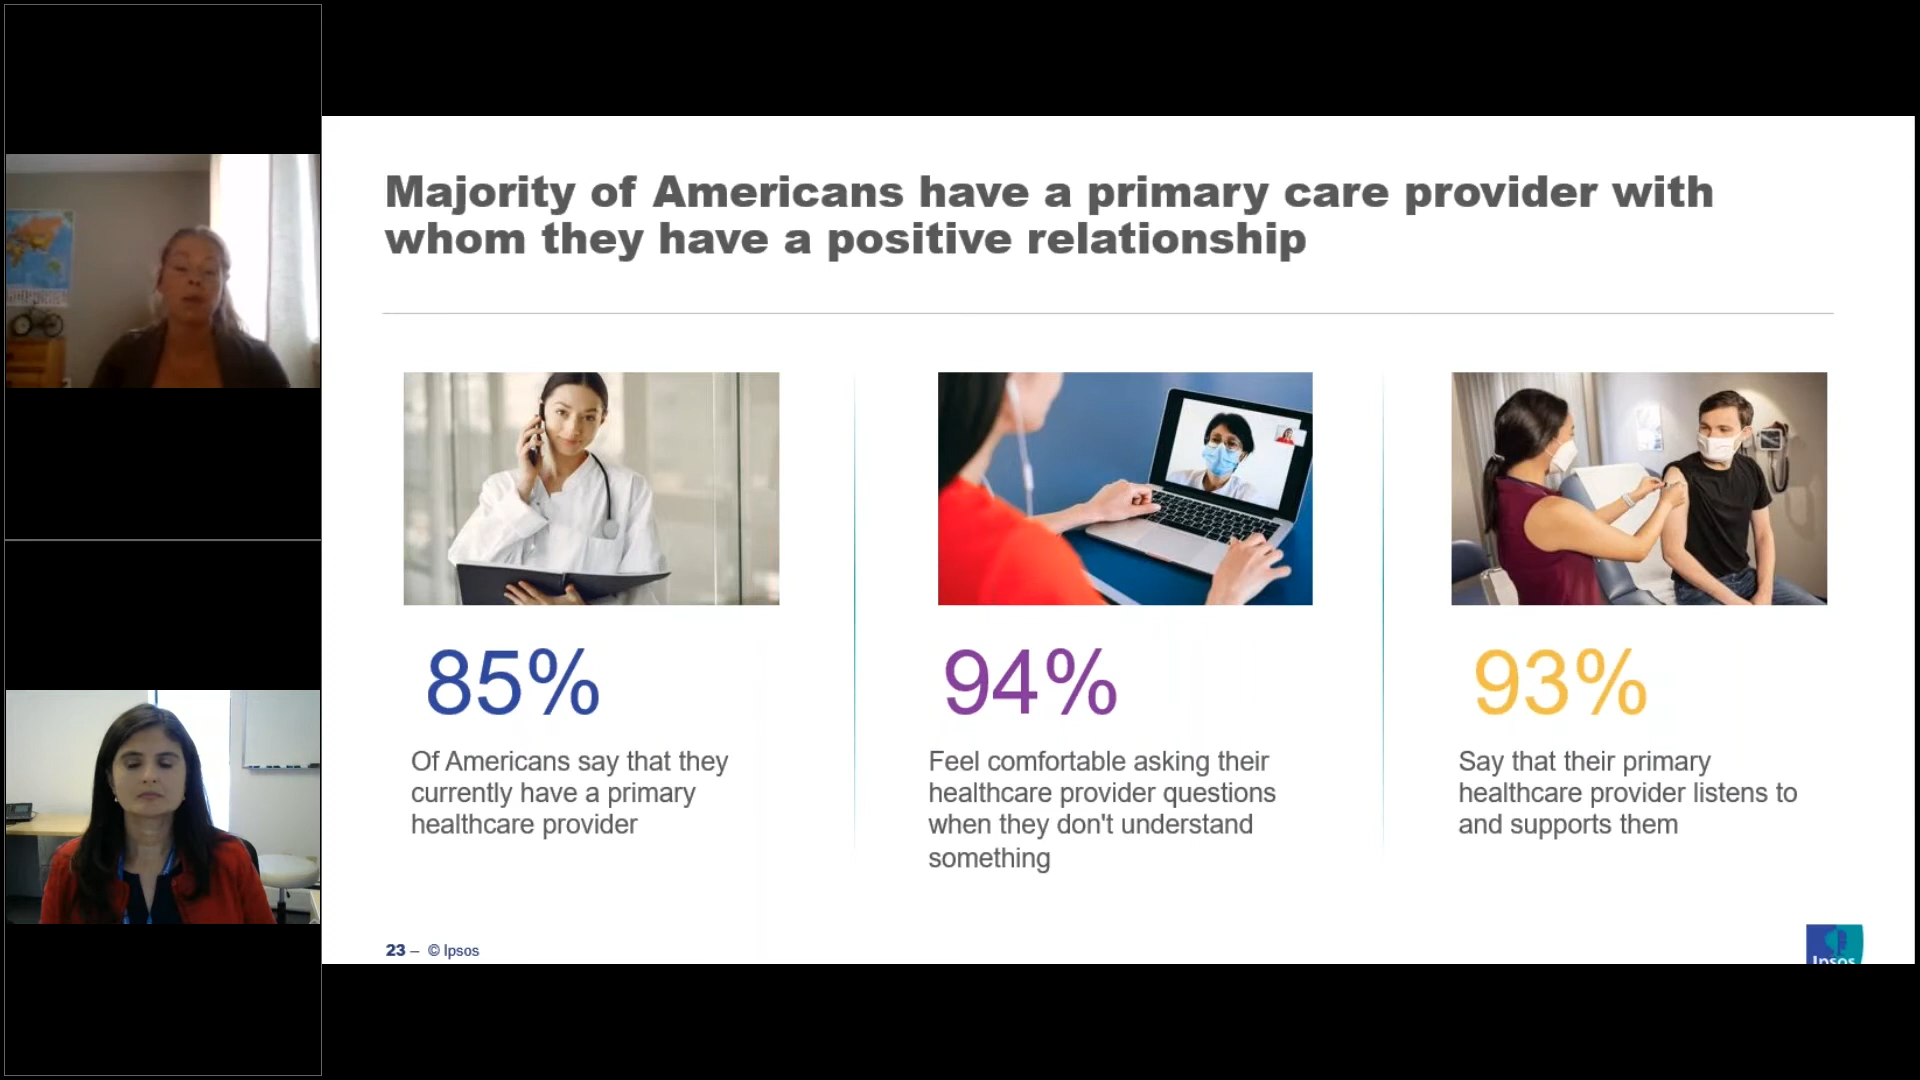 Majority of Americans have a primary care provider with
whom they have a positive relationship
85%
Of Americans say that they
currently have a primary
healthcare provider
94%
Feel comfortable asking their
healthcare provider questions
when they don't understand
something
93%
Say that their primary
healthcare provider listens to
and supports them
23 – © Ipsos
Ipsos